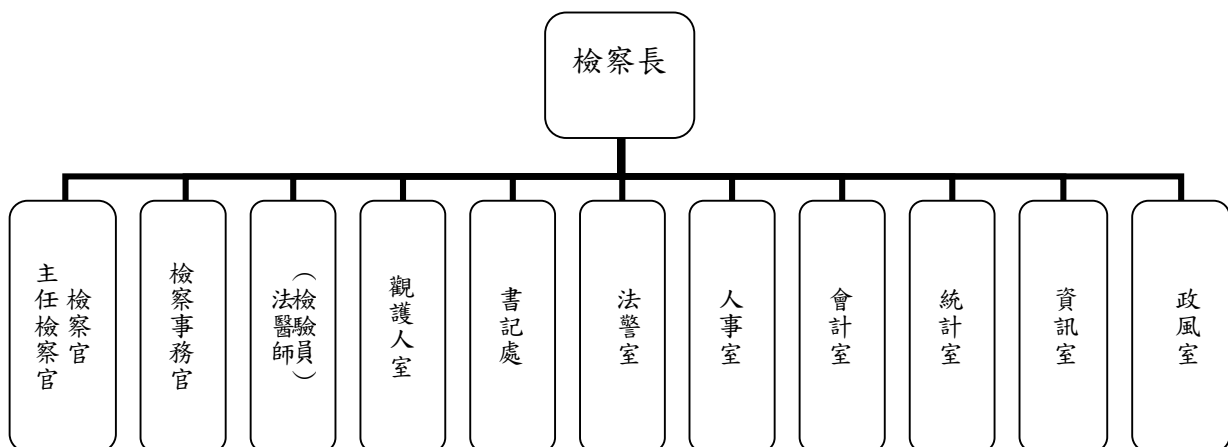 檢察長
檢察官
主任檢察官
檢察事務官
（檢驗員）
法醫師
觀護人室
書記處
法警室
人事室
會計室
統計室
資訊室
政風室